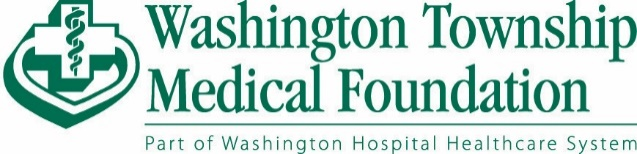 Washington Township
Medical Foundation
Part of Washington Hospital Healthcare System